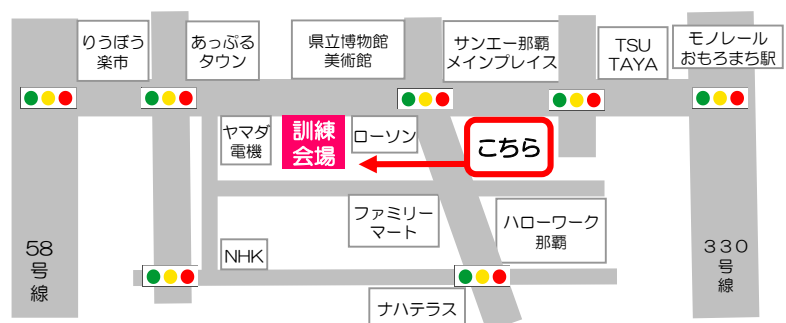 りうぼう
楽市
あっぷる
タウン
県立博物館
美術館
サンエー那覇
メインプレイス
TSU
TAYA
モノレール
おもろまち駅
ヤマダ
電機
訓練
会場
ローソン
こちら
ファミリー
マート
ハローワーク
那覇
NHK
ナハテラス
58
号
線
３３０
号
線